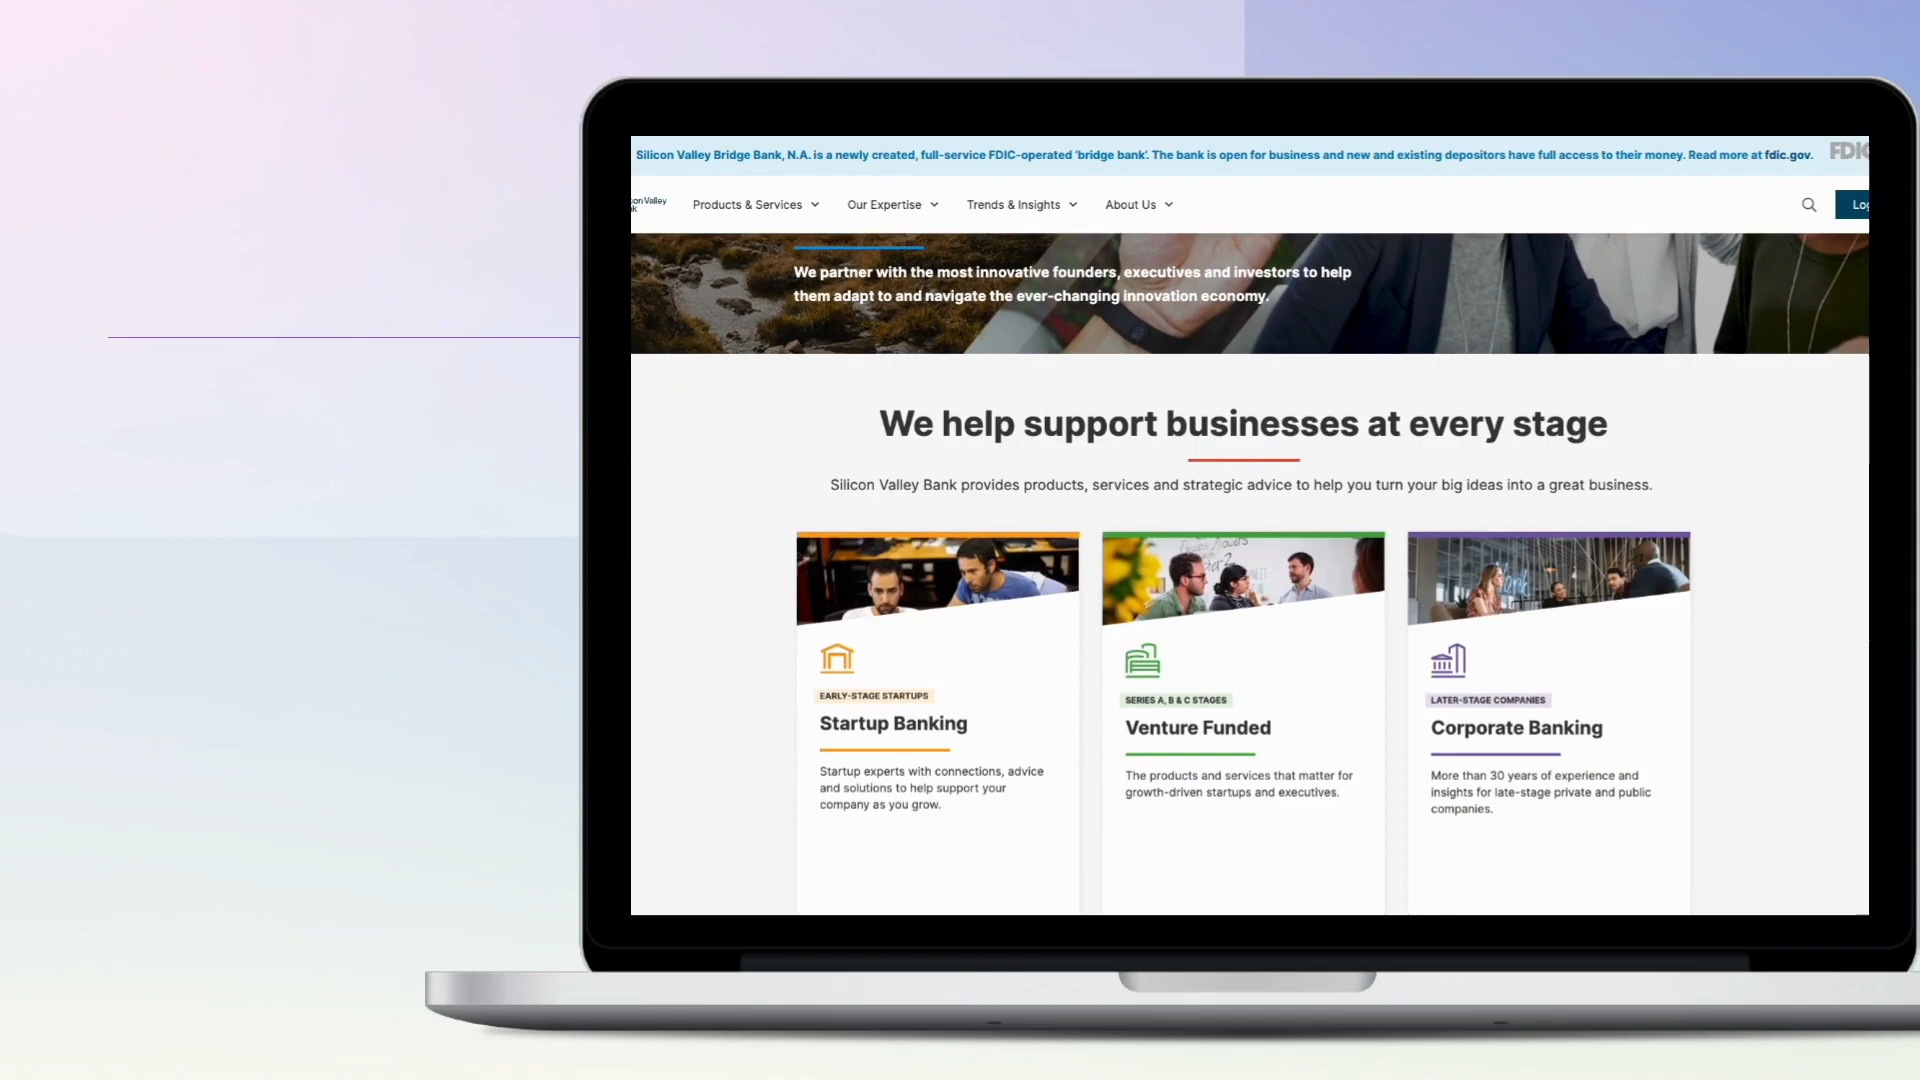 Silicon Valley Bridge Bank, N.A. is a newly created, full-service FDIC-operated 'bridge bank'. The bank is open for business and new and existing depositors have full access to their money. Read more at fdic.gov. FDIC
Valley
Products & Services
Our Expertise
Trends & Insights
About Us
We partner with the most innovative founders, executives and investors to help
them adapt to and navigate the ever-changing innovation economy.
We help support businesses at every stage
Silicon Valley Bank provides products, services and strategic advice to help you turn your big ideas into a great business.
EARLY-STAGE STARTUPS
Startup Banking
Startup experts with connections, advice
and solutions to help support your
company as you grow.
SERIES A, B & C STAGES
Venture Funded
The products and services that matter for
growth-driven startups and executives.
LATER-STAGE COMPANIES
Corporate Banking
More than 30 years of experience and
insights for late-stage private and public
companies.